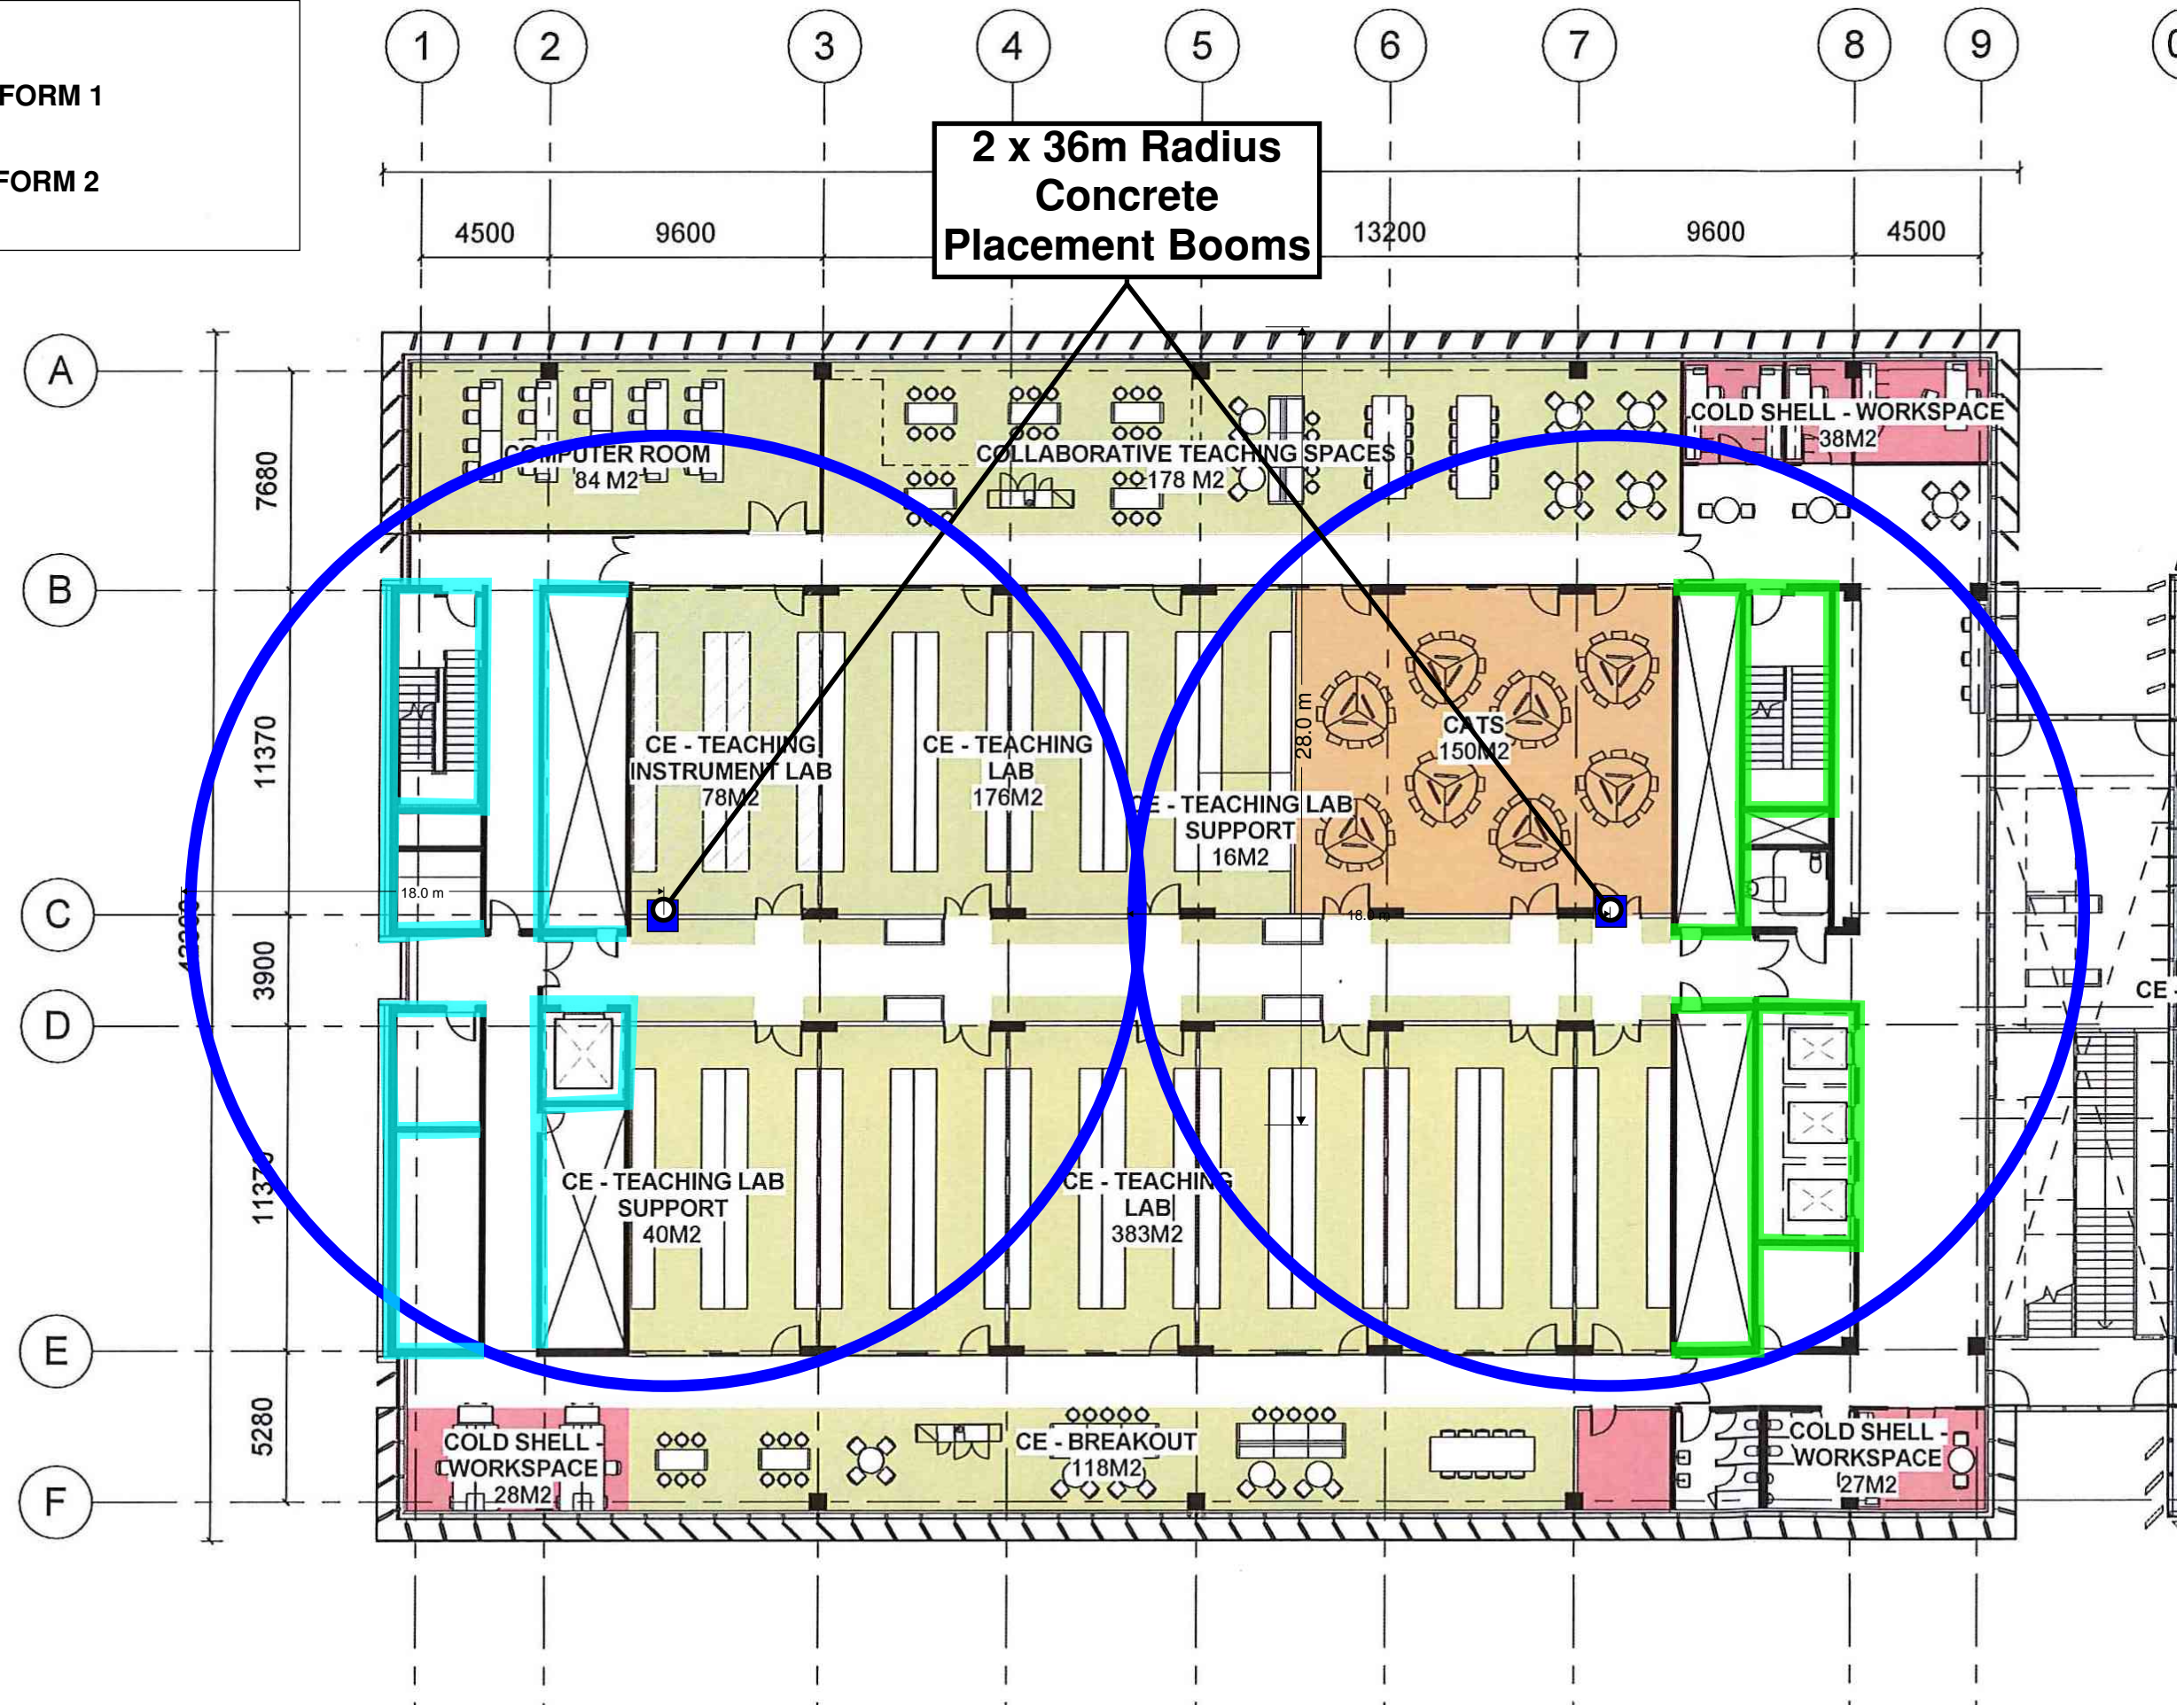 FORM 1
FORM 2
1
2
3
4
5
6
7
8
9
2 x 36m Radius
Concrete
Placement Booms
4500
9600
13200
9600
4500
A
B
C
D
E
F
7680
11370
3900
5280
COMPUTER ROOM
84 M2
COLLABORATIVE TEACHING SPACES
178 M2
COLD SHELL - WORKSPACE
38M2
CE - TEACHING
INSTRUMENT LAB
78M2
CE - TEACHING
LAB
176M2
CE - TEACHING LAB
SUPPORT
16M2
CATS
150M2
28.0 m
18.0 m
18.0 m
CE -
CE - TEACHING LAB
SUPPORT
40M2
CE - TEACHING
LAB
383M2
COLD SHELL -
WORKSPACE
28M2
CE - BREAKOUT
118M2
COLD SHELL -
WORKSPACE
27M2